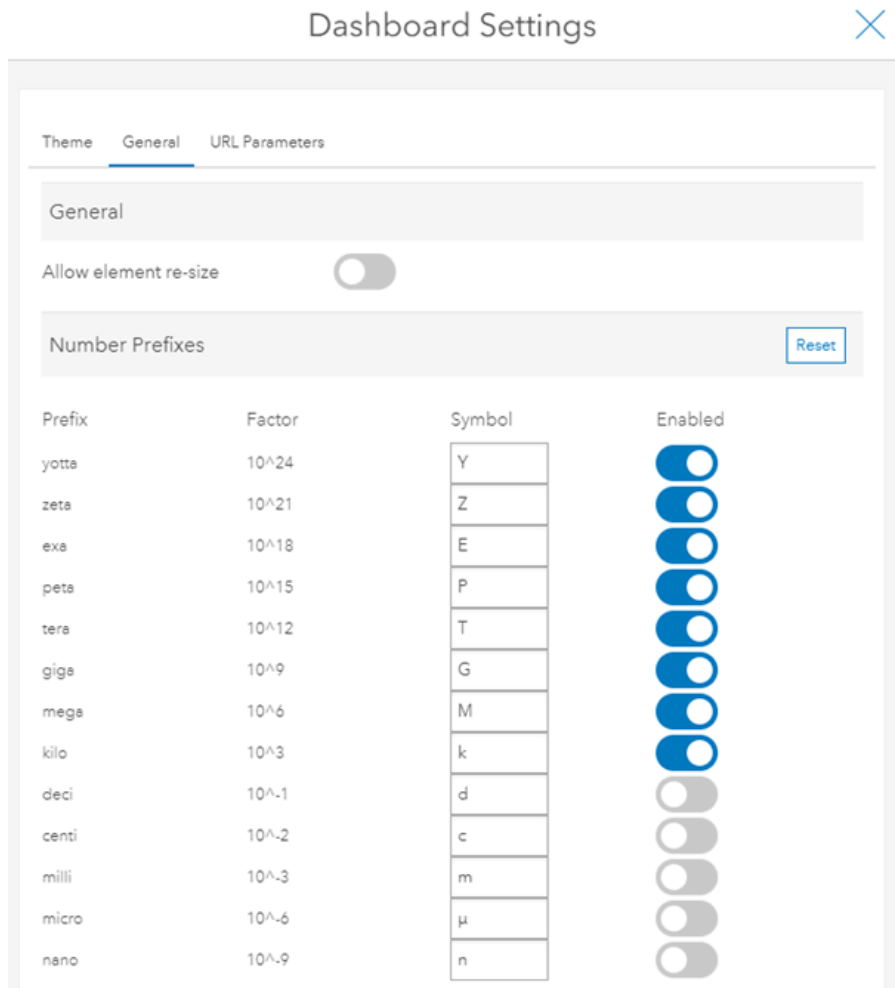 Dashboard Settings
Theme General URL Parameters
General
Allow element re-size
Number Prefixes Reset
Prefix Factor Symbol Enabled
yotta 10^24 Y
zeta 10^21 Z
exa 10^18 E
peta 10^15 P
tera 10^12 T
giga 10^9 G
mega 10^6 M
kilo 10^3 k
deci 10^-1 d
centi 10^-2 c
milli 10^-3 m
micro 10^-6 µ
nano 10^-9 n